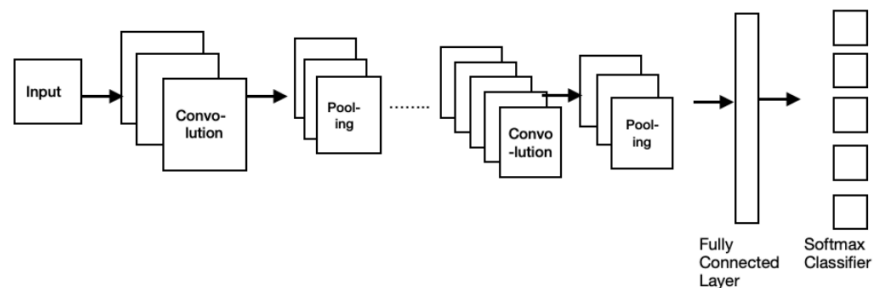 Input
Convo-
lution
Pool-
ing
........
Convo
-lution
Pool-
ing
Fully
Connected
Layer
Softmax
Classifier